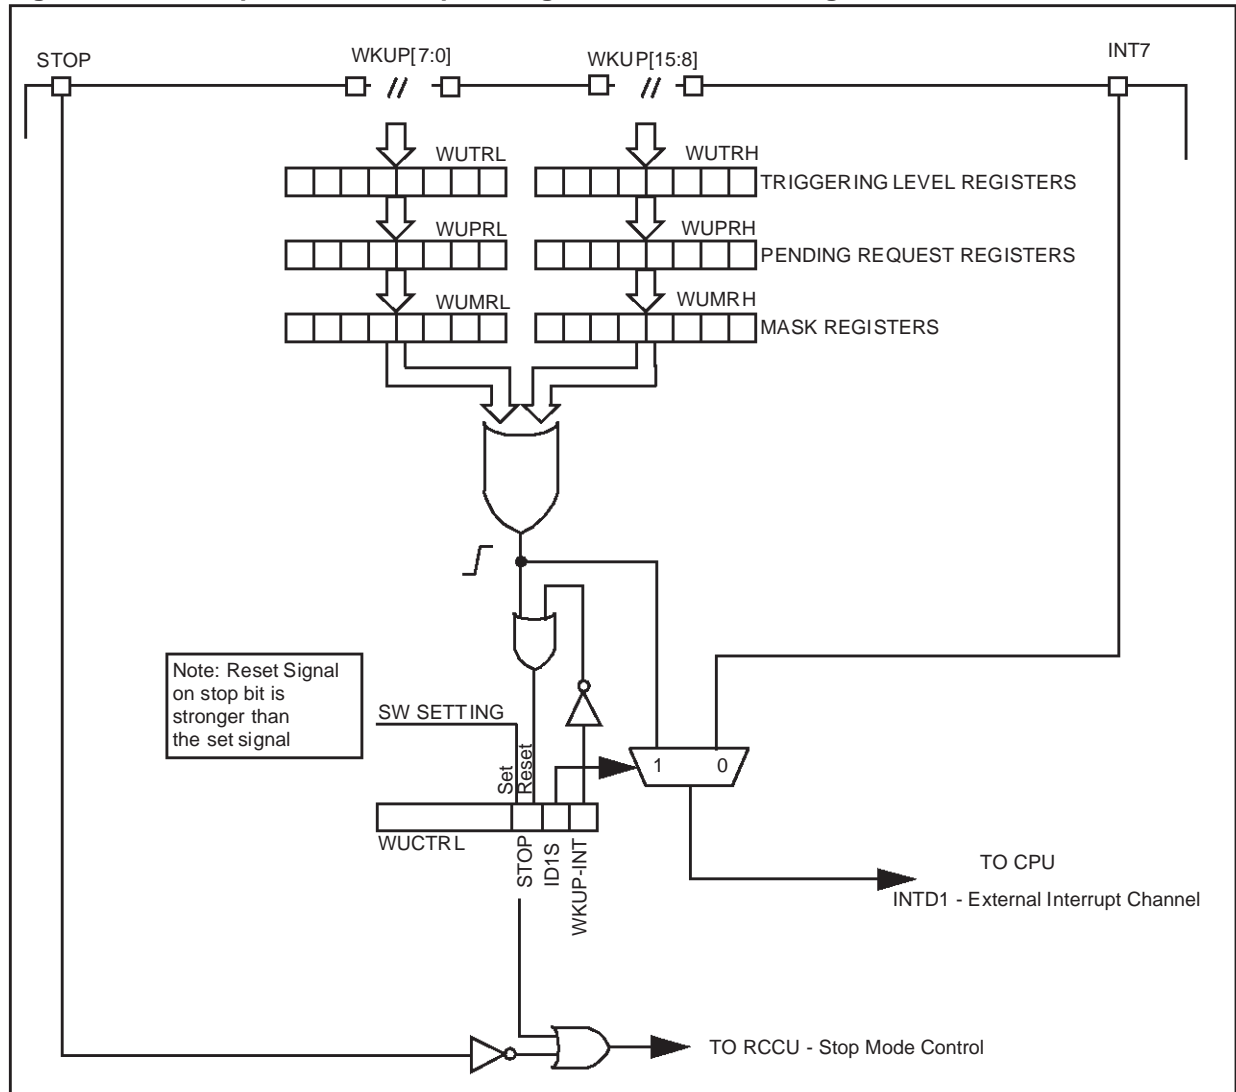 STOP
WKUP[7:0]
WKUP[15:8]
INT7
WUTRL
WUTRH
TRIGGERING LEVEL REGISTERS
WUPRL
WUPRH
PENDING REQUEST REGISTERS
WUMRL
WUMRH
MASK REGISTERS
Note: Reset Signal
on stop bit is
stronger than
the set signal
SW SETTING
Set
Reset
1
0
WUCTRL
STOP
ID1S
WKUP-INT
TO CPU
INTD1 - External Interrupt Channel
TO RCCU - Stop Mode Control